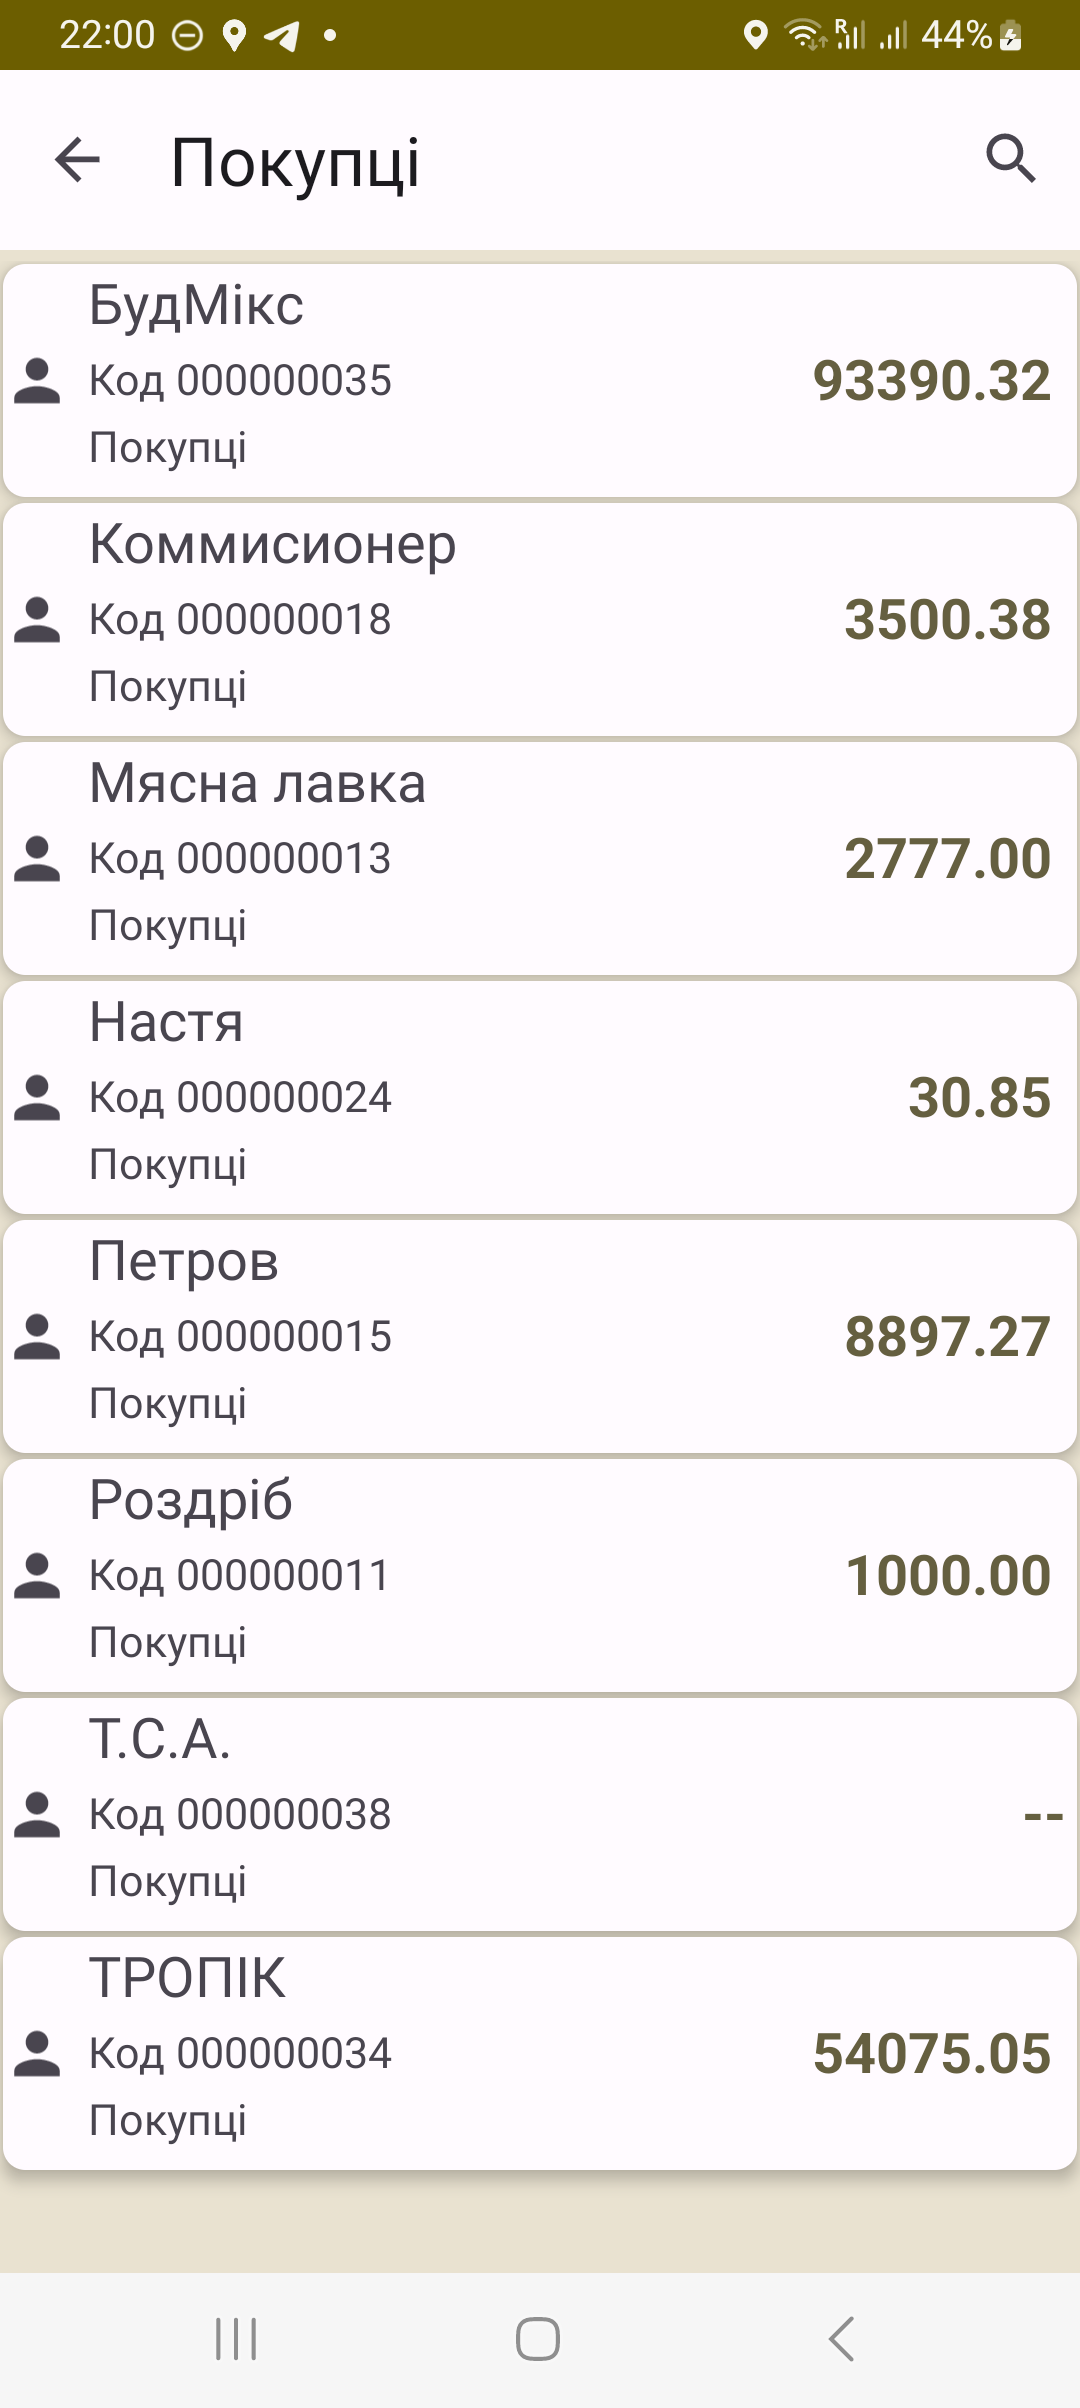 22:00
R 44%
Покупці
БудМікс
Код 000000035
93390.32
Покупці
Коммисионер
Код 000000018
3500.38
Покупці
Мясна лавка
Код 000000013
2777.00
Покупці
Настя
Код 000000024
30.85
Покупці
Петров
Код 000000015
8897.27
Покупці
Роздріб
Код 000000011
1000.00
Покупці
Т.С.А.
Код 000000038
--
Покупці
ТРОПІК
Код 000000034
54075.05
Покупці